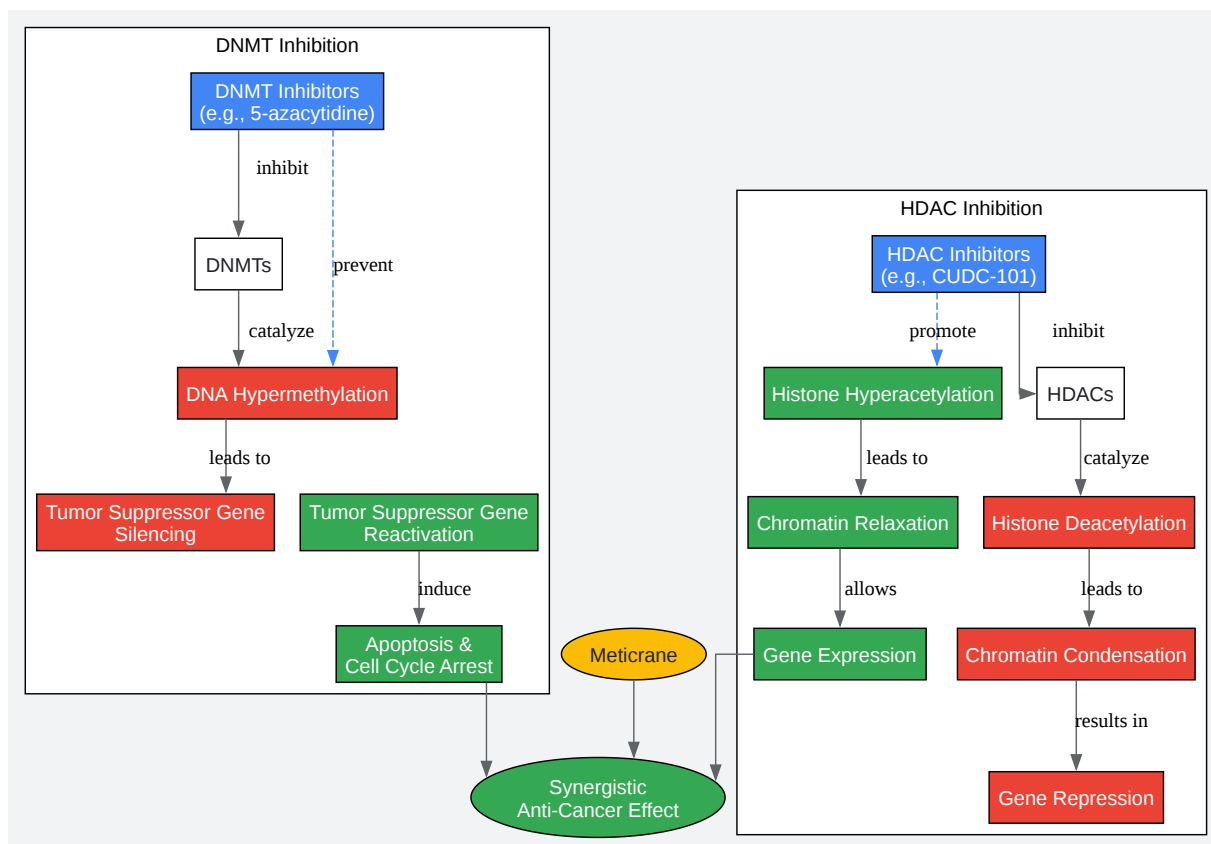 DNMT Inhibition
DNMT Inhibitors
(e.g., 5-azacytidine)
inhibit
DNMTs
prevent
catalyze
DNA Hypermethylation
leads to
Tumor Suppressor Gene
Silencing
Tumor Suppressor Gene
Reactivation
induce
Apoptosis &
Cell Cycle Arrest
Meticrane
Synergistic
Anti-Cancer Effect
HDAC Inhibition
HDAC Inhibitors
(e.g., CUDC-101)
promote
inhibit
Histone Hyperacetylation
HDACs
leads to
catalyze
Chromatin Relaxation
Histone Deacetylation
allows
leads to
Gene Expression
Chromatin Condensation
results in
Gene Repression